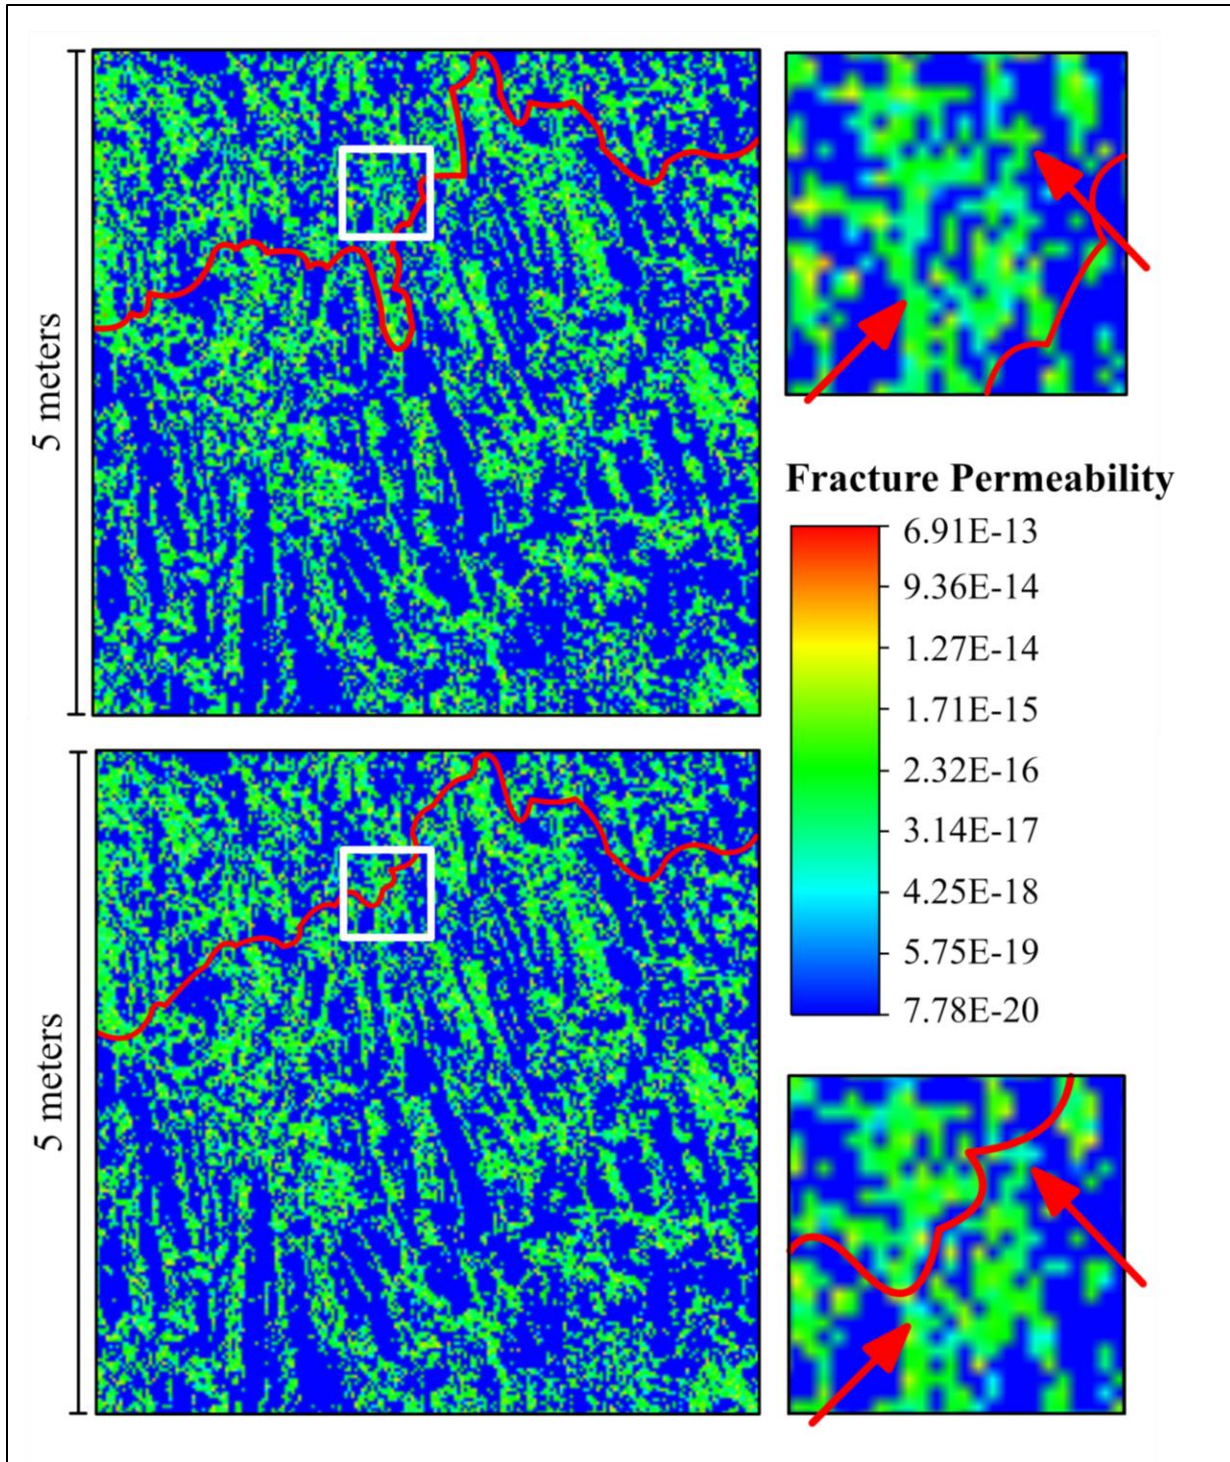 5 meters
Fracture Permeability
6.91E-13
9.36E-14
1.27E-14
1.71E-15
2.32E-16
3.14E-17
4.25E-18
5.75E-19
7.78E-20
5 meters